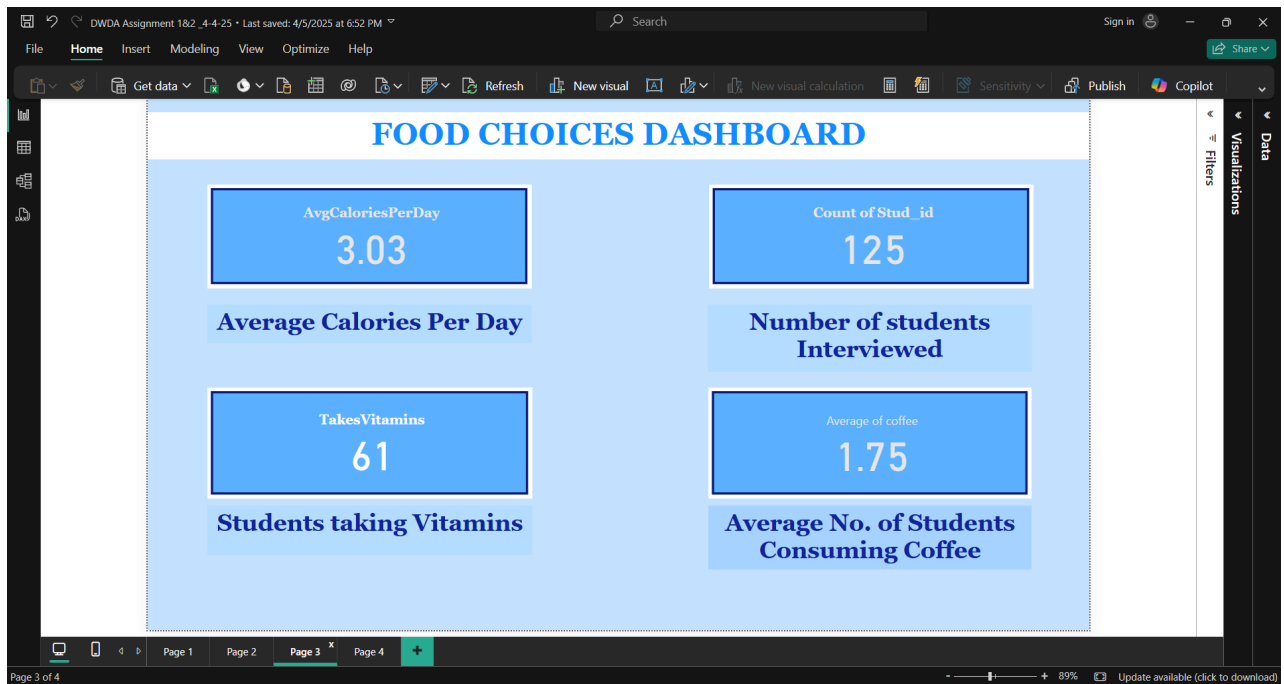 DWDA Assignment 1&2 _4-4-25 • Last saved: 4/5/2025 at 6:52 PM
Search
Sign in
File Home Insert Modeling View Optimize Help
Share
Get data
Refresh
New visual
New visual calculation
Sensitivity
Publish
Copilot
FOOD CHOICES DASHBOARD
AvgCaloriesPerDay
3.03
Average Calories Per Day
Count of Stud_id
125
Number of students
Interviewed
TakesVitamins
61
Students taking Vitamins
Average of coffee
1.75
Average No. of Students
Consuming Coffee
Filters
Visualizations
Data
Page 1
Page 2
Page 3 x
Page 4
+
Page 3 of 4
- + 89%
Update available (click to download)